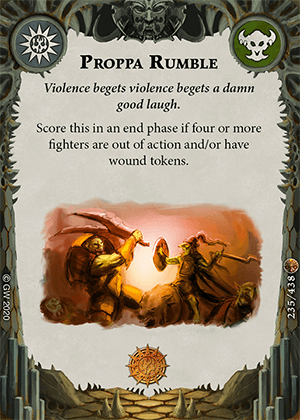 Proppa Rumble
Violence begets violence begets a damn
good laugh.
Score this in an end phase if four or more
fighters are out of action and/or have
wound tokens.
© GW 2020
235/438